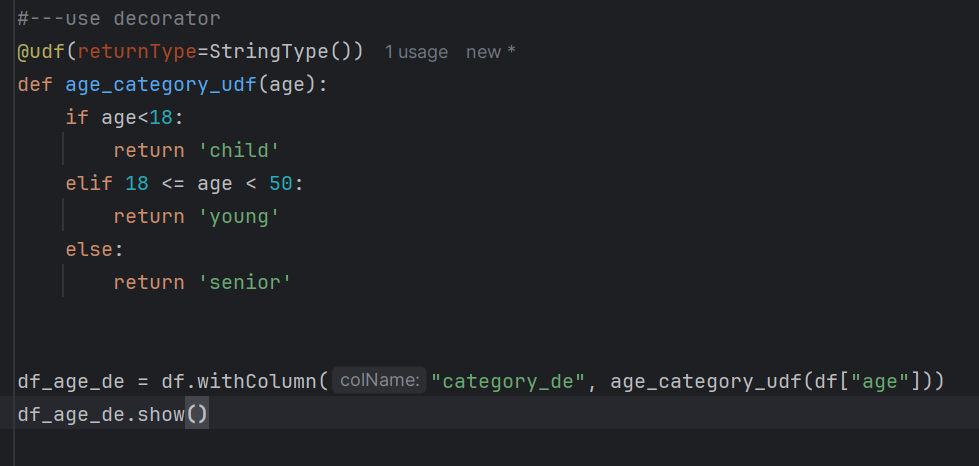 #---use decorator
@udf(returnType=StringType())  1 usage  new *
def age_category_udf(age):
    if age<18:
        return 'child'
    elif 18 <= age < 50:
        return 'young'
    else:
        return 'senior'
df_age_de = df.withColumn( colName: "category_de", age_category_udf(df["age"]))
df_age_de.show()